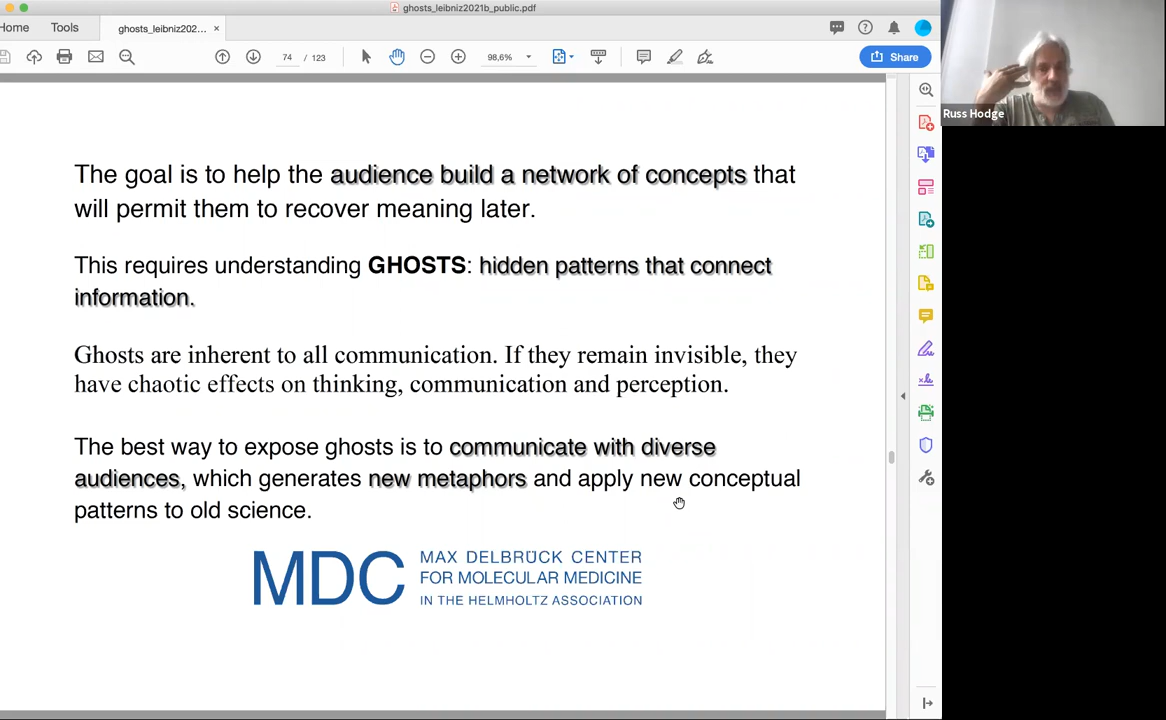 ghosts_leibniz2021b_public.pdf
Home
Tools
ghosts_leibniz202... ×
74 / 123
98,6%
Share
Russ Hodge
The goal is to help the audience build a network of concepts that
will permit them to recover meaning later.
This requires understanding GHOSTS: hidden patterns that connect
information.
Ghosts are inherent to all communication. If they remain invisible, they
have chaotic effects on thinking, communication and perception.
The best way to expose ghosts is to communicate with diverse
audiences, which generates new metaphors and apply new conceptual
patterns to old science.
MDC
MAX DELBRÜCK CENTER
FOR MOLECULAR MEDICINE
IN THE HELMHOLTZ ASSOCIATION